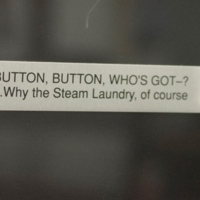 BUTTON, BUTTON, WHO'S GOT–?
.Why the Steam Laundry, of course